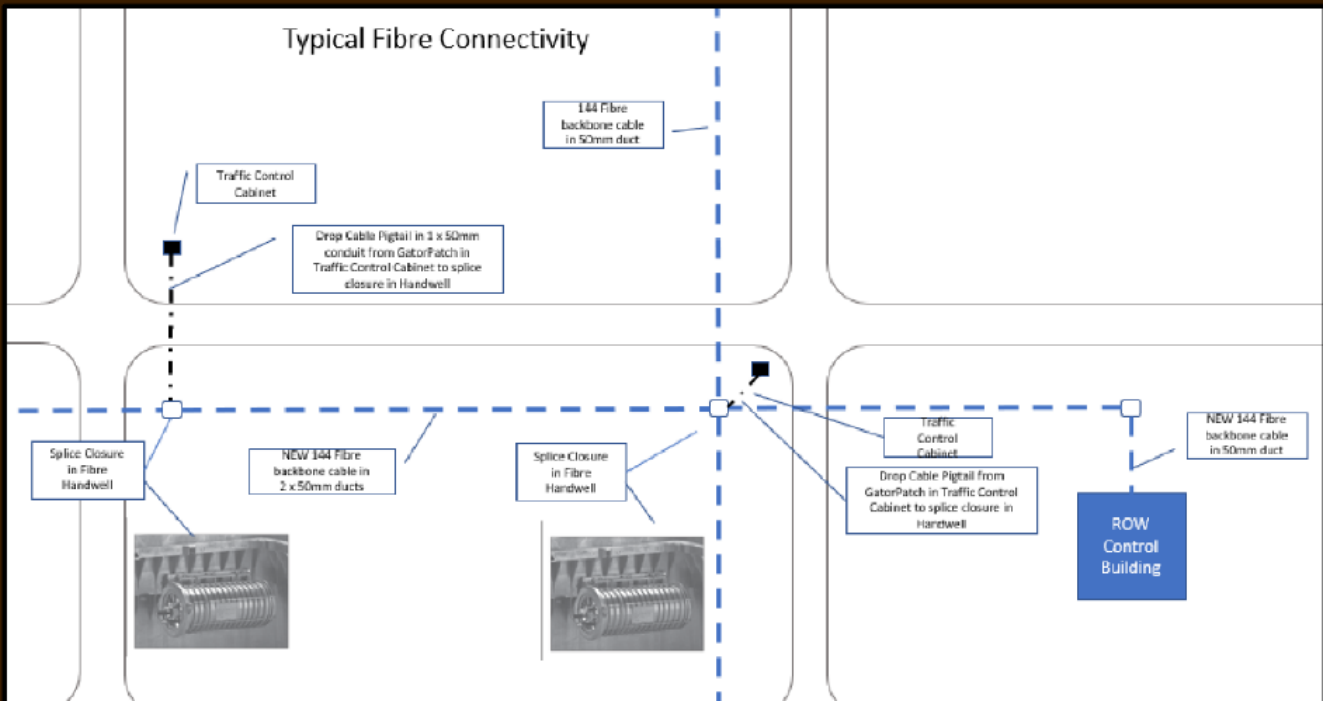 Typical Fibre Connectivity
144 Fibre
backbone cable
in 50mm duct
Traffic Control
Cabinet
Drop Cable Pigtail in 1 x 50mm
conduit from GatorPatch in
Traffic Control Cabinet to splice
closure in Handwell
Splice Closure
in Fibre
Handwell
NEW 144 Fibre
backbone cable in
2 x 50mm ducts
Splice Closure
in Fibre
Handwell
Traffic
Control
Cabinet
Drop Cable Pigtail from
GatorPatch in Traffic Control
Cabinet to splice closure in
Handwell
NEW 144 Fibre
backbone cable
in 50mm duct
ROW
Control
Building